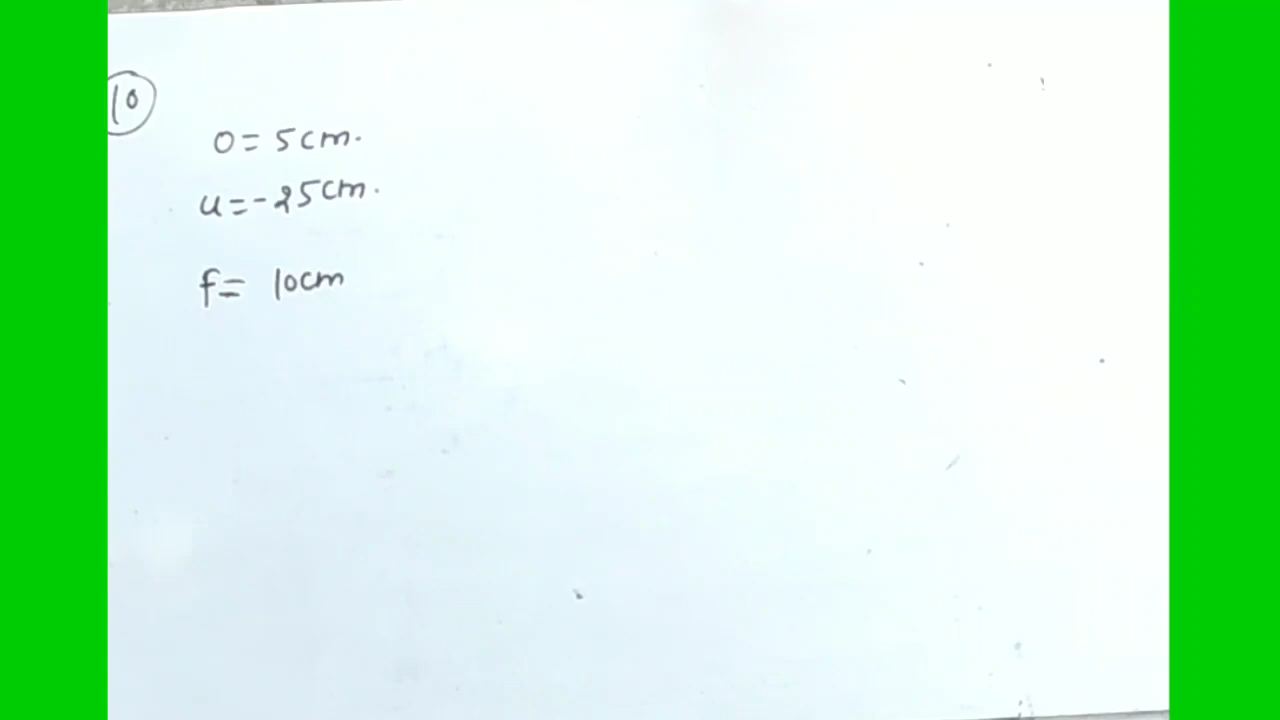 10
O = 5cm.
u = -25cm.
f = 10cm